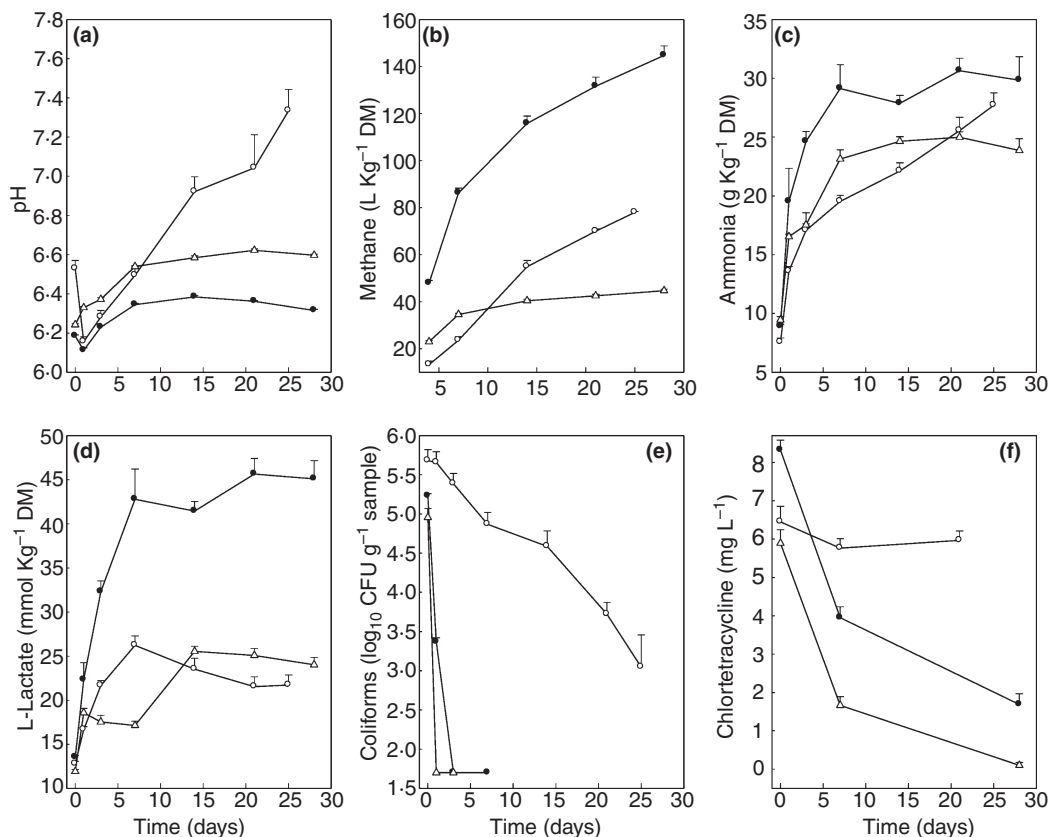 (a)
pH
7·8
7·6
7·4
7·2
7·0
6·8
6·6
6·4
6·2
6·0
0 5 10 15 20 25 30
(b)
Methane (L Kg⁻¹ DM)
160
140
120
100
80
60
40
20
0 5 10 15 20 25 30
(c)
Ammonia (g Kg⁻¹ DM)
35
30
25
20
15
10
5
0 5 10 15 20 25 30
(d)
L-Lactate (mmol Kg⁻¹ DM)
50
45
40
35
30
25
20
15
10
0 5 10 15 20 25 30
Time (days)
(e)
Coliforms (log₁₀ CFU g⁻¹ sample)
6·0
5·5
5·0
4·5
4·0
3·5
3·0
2·5
2·0
1·5
0 5 10 15 20 25 30
Time (days)
(f)
Chlortetracycline (mg L⁻¹)
9
8
7
6
5
4
3
2
1
0
0 5 10 15 20 25 30
Time (days)